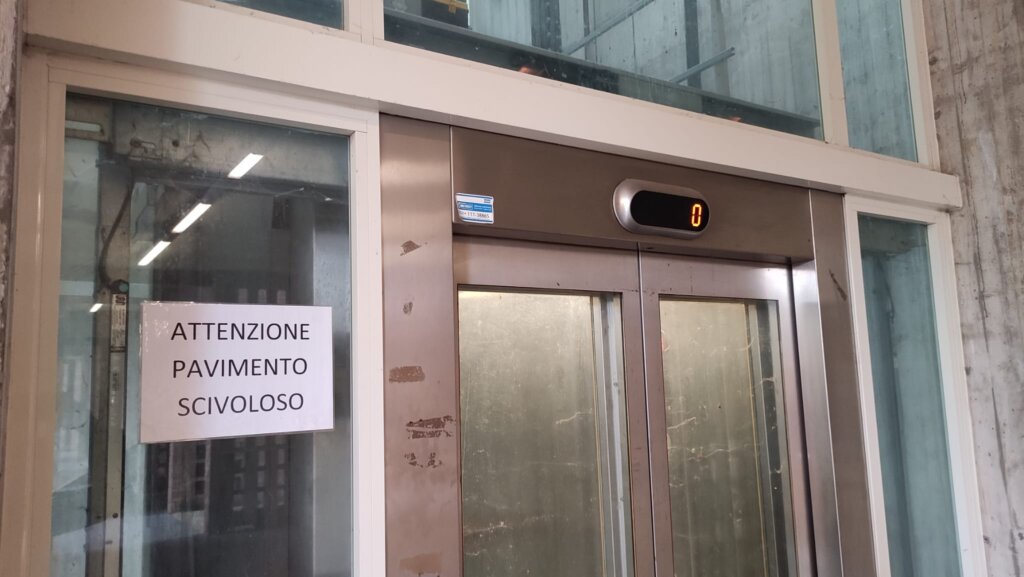 ATTENZIONE
PAVIMENTO
SCIVOLOSO
0